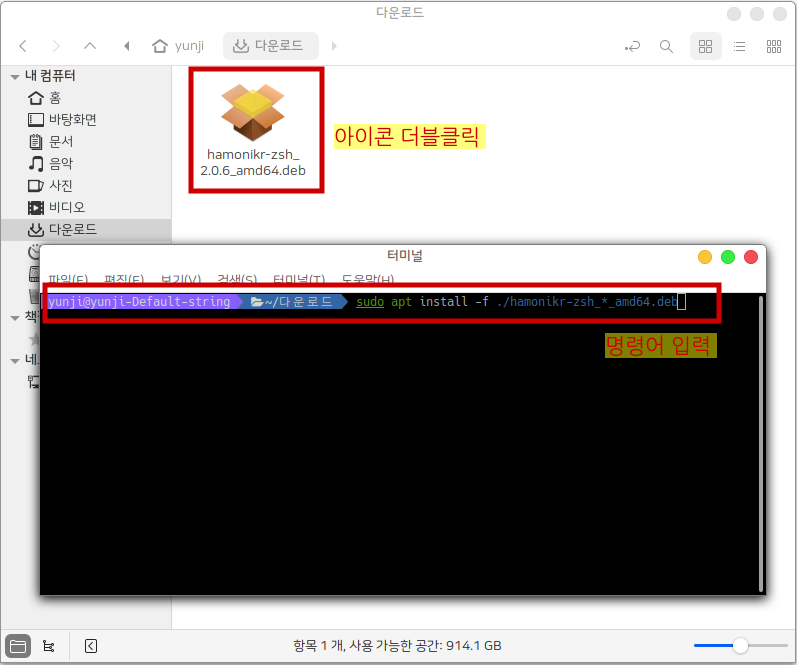 다운로드
yunji
다운로드
내 컴퓨터
홈
바탕화면
문서
음악
사진
비디오
다운로드
hamonikr-zsh_
2.0.6_amd64.deb
아이콘 더블클릭
터미널
파일(F) 편집(E) 보기(V) 검색(S) 터미널(T) 도움말(H)
yunji@yunji-Default-string ~/다운로드 sudo apt install -f ./hamonikr-zsh_*_amd64.deb
명령어 입력
항목 1 개, 사용 가능한 공간: 914.1 GB